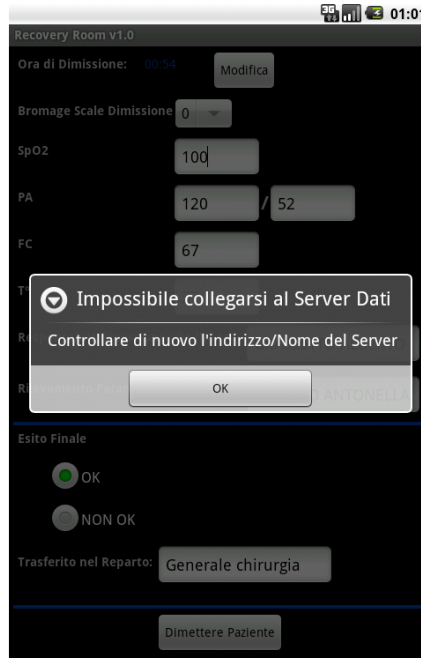 3G 01:01
Recovery Room v1.0
Ora di Dimissione: 00:54 Modifica
Bromage Scale Dimissione 0
SpO2 100
PA 120 / 52
FC 67
T°
Impossibile collegarsi al Server Dati
Controllare di nuovo l'indirizzo/Nome del Server
OK
ANTONELLA
Esito Finale
OK
NON OK
Trasferito nel Reparto: Generale chirurgia
Dimettere Paziente